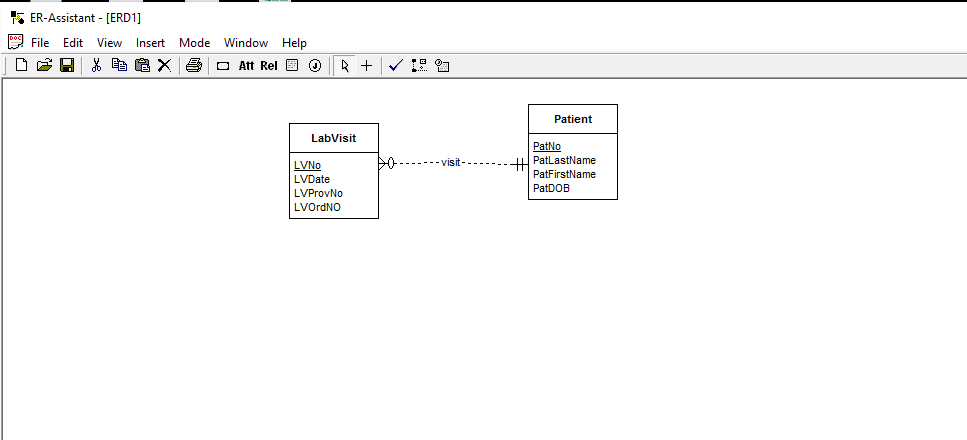 ER-Assistant - [ERD1]
DOC File Edit View Insert Mode Window Help
Att Rel J
LabVisit
LVNo
LVDate
LVProvNo
LVOrdNO
visit
Patient
PatNo
PatLastName
PatFirstName
PatDOB